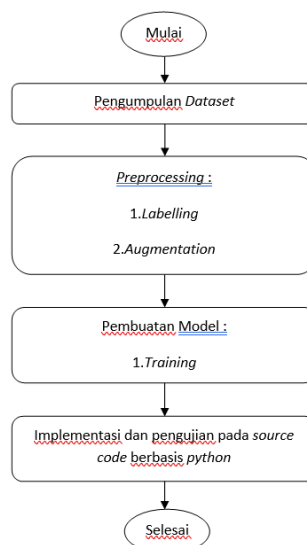 Mulai
Pengumpulan Dataset
Preprocessing :
1.Labelling
2.Augmentation
Pembuatan Model :
1.Training
Implementasi dan pengujian pada source
code berbasis python
Selesai